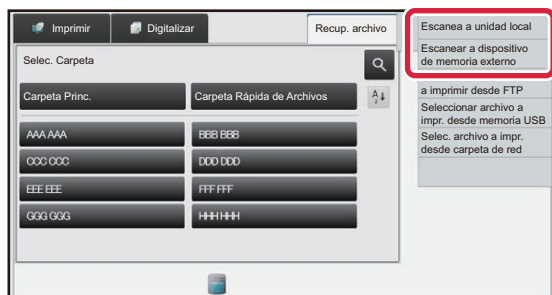 Imprimir
Digitalizar
Recup. archivo
Selec. Carpeta
Carpeta Princ.
Carpeta Rápida de Archivos
AAA AAA
BBB BBB
CCC CCC
DDD DDD
EEE EEE
FFF FFF
GGG GGG
HHH HHH
Escanea a unidad local
Escanear a dispositivo
de memoria externo
a imprimir desde FTP
Seleccionar archivo a
impr. desde memoria USB
Selec. archivo a impr.
desde carpeta de red